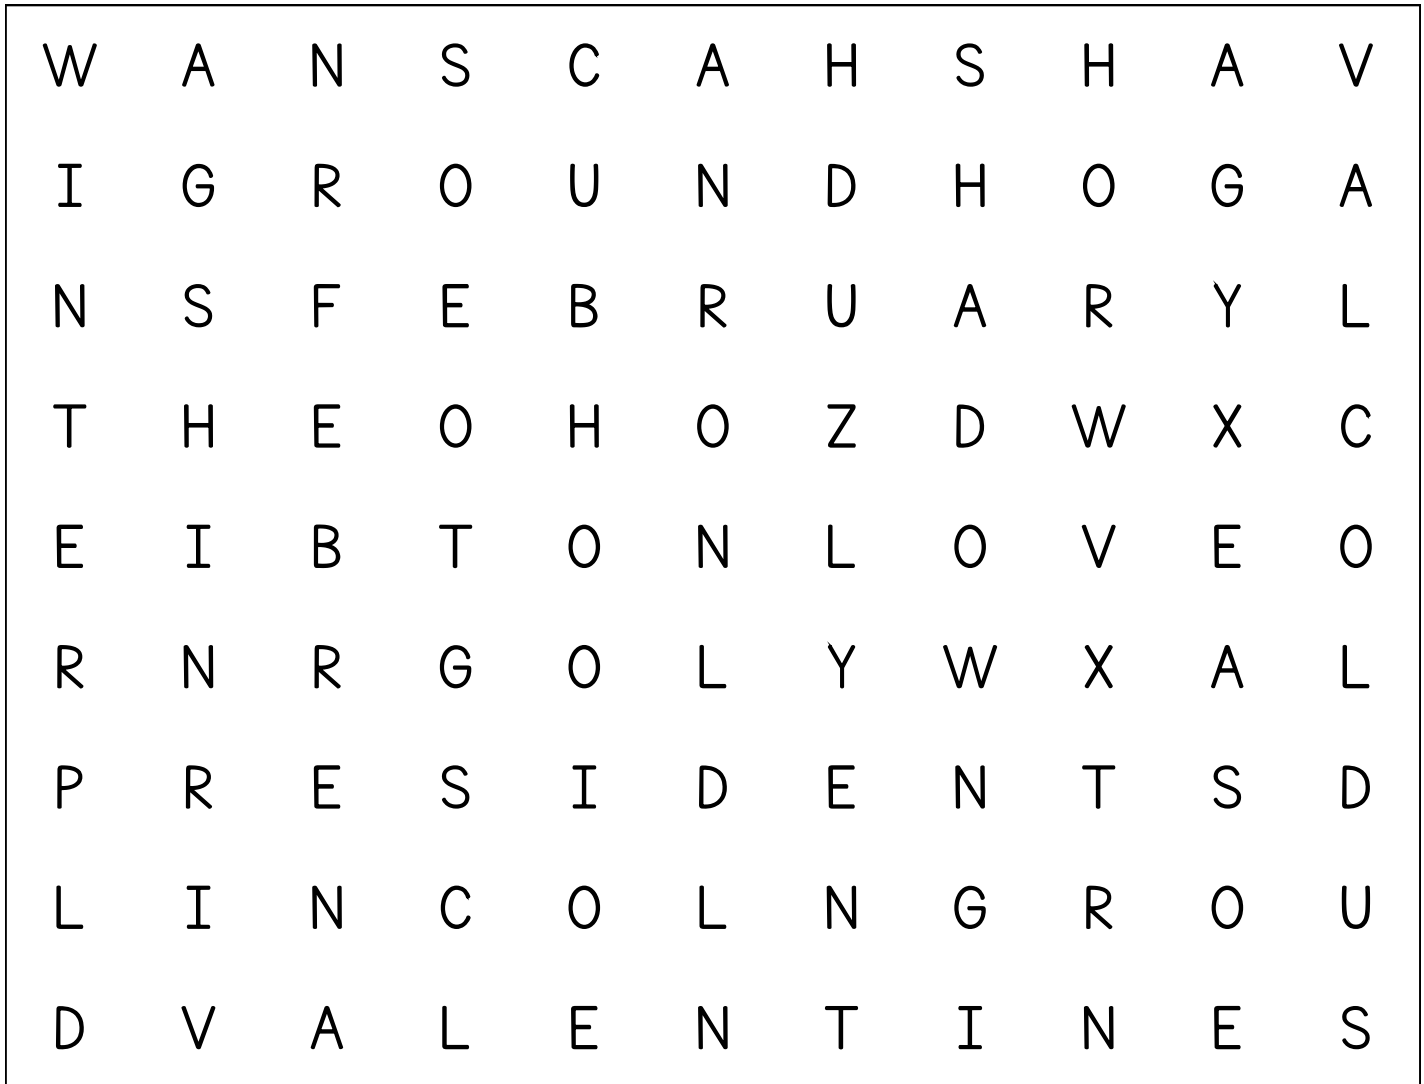 W A N S C A H S H A V
I G R O U N D H O G A
N S F E B R U A R Y L
T H E O H O Z D W X C
E I B T O N L O V E O
R N R G O L Y W X A L
P R E S I D E N T S D
L I N C O L N G R O U
D V A L E N T I N E S